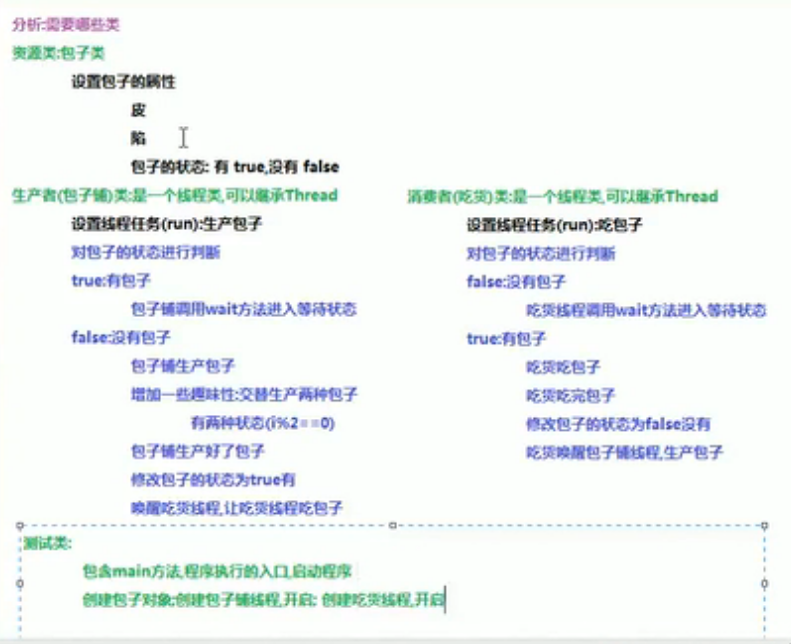 分析:需要哪些类
资源类:包子类
设置包子的属性
皮
陷
包子的状态: 有 true,没有 false
生产者(包子铺)类:是一个线程类,可以继承Thread
设置线程任务(run):生产包子
对包子的状态进行判断
true:有包子
包子铺调用wait方法进入等待状态
false:没有包子
包子铺生产包子
增加一些趣味性:交替生产两种包子
有两种状态(i%2==0)
包子铺生产好了包子
修改包子的状态为true有
唤醒吃货线程,让吃货线程吃包子
消费者(吃货)类:是一个线程类,可以继承Thread
设置线程任务(run):吃包子
对包子的状态进行判断
false:没有包子
吃货线程调用wait方法进入等待状态
true:有包子
吃货吃包子
吃货吃完包子
修改包子的状态为false没有
吃货唤醒包子铺线程,生产包子
测试类:
包含main方法,程序执行的入口,启动程序
创建包子对象;创建包子铺线程,开启; 创建吃货线程,开启